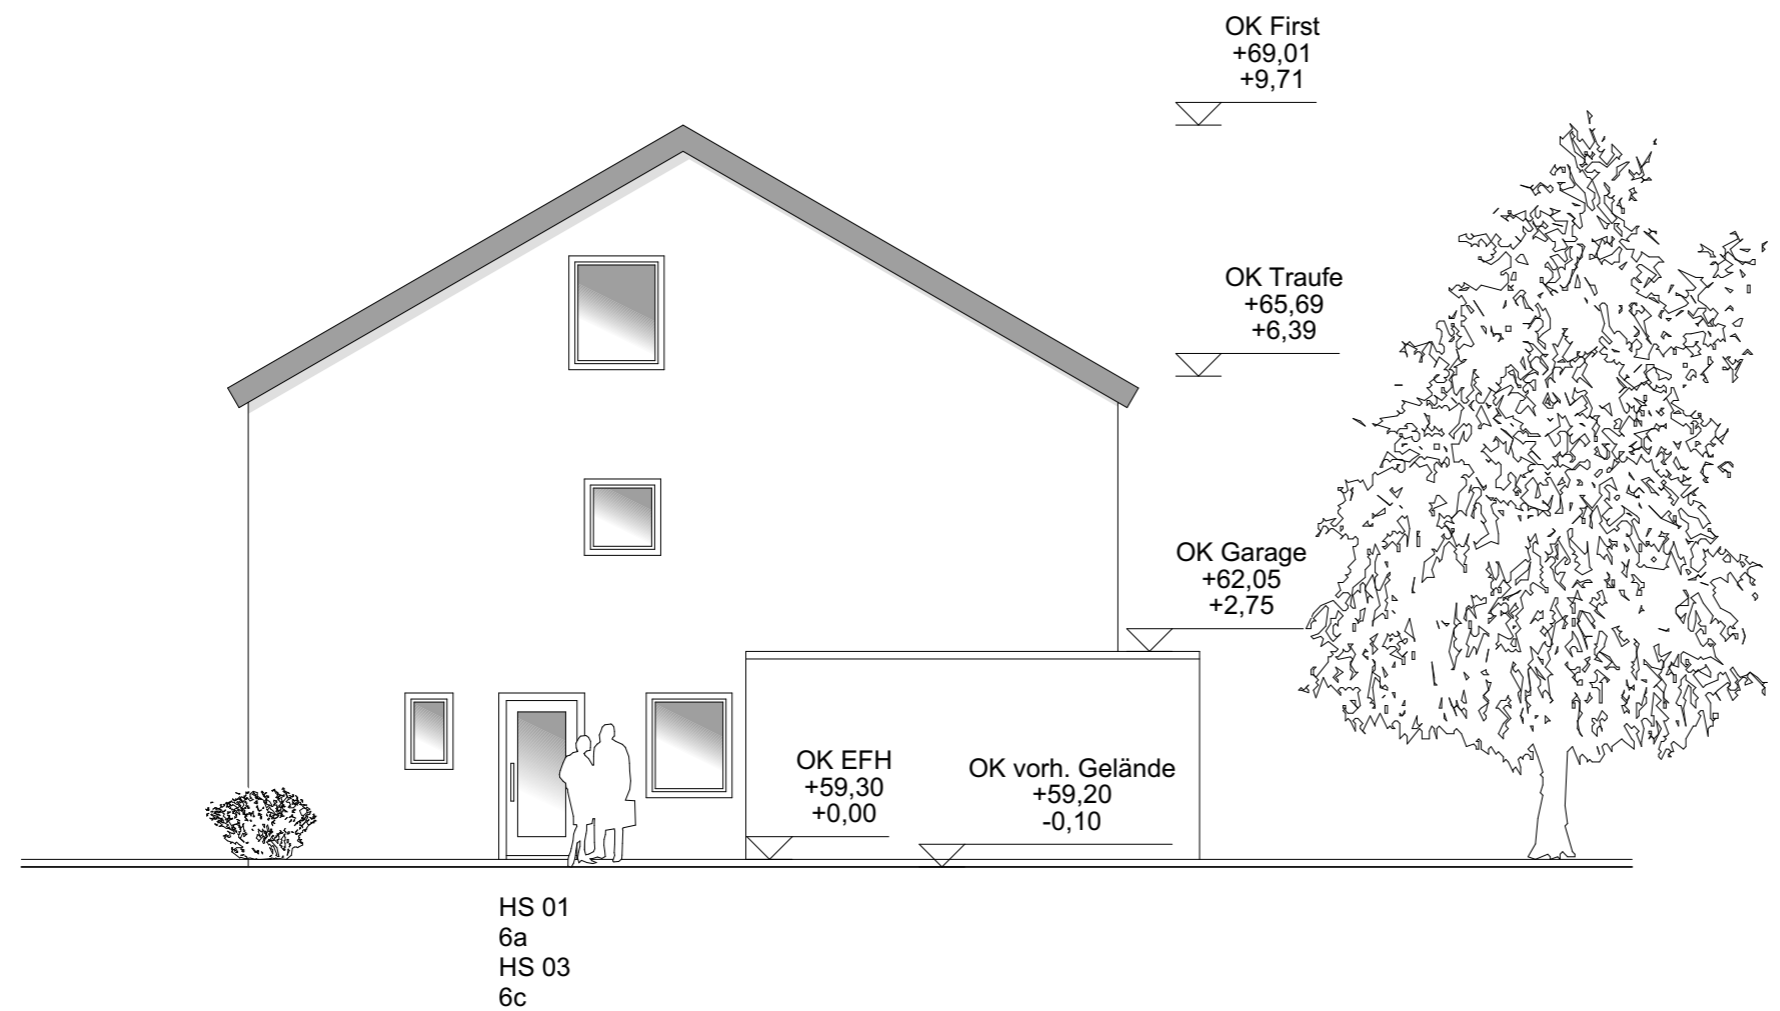 OK First
+69,01
+9,71
OK Traufe
+65,69
+6,39
OK Garage
+62,05
+2,75
OK EFH
+59,30
+0,00
OK vorh. Gelände
+59,20
-0,10
HS 01
6a
HS 03
6c